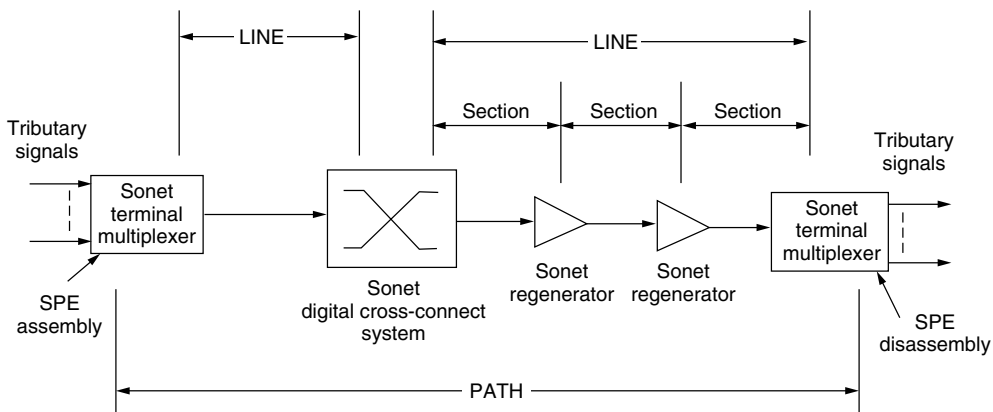 LINE
LINE
Section
Section
Section
Tributary
signals
Tributary
signals
Sonet
terminal
multiplexer
Sonet
terminal
multiplexer
Sonet
digital cross-connect
system
Sonet
regenerator
Sonet
regenerator
SPE
assembly
SPE
disassembly
PATH